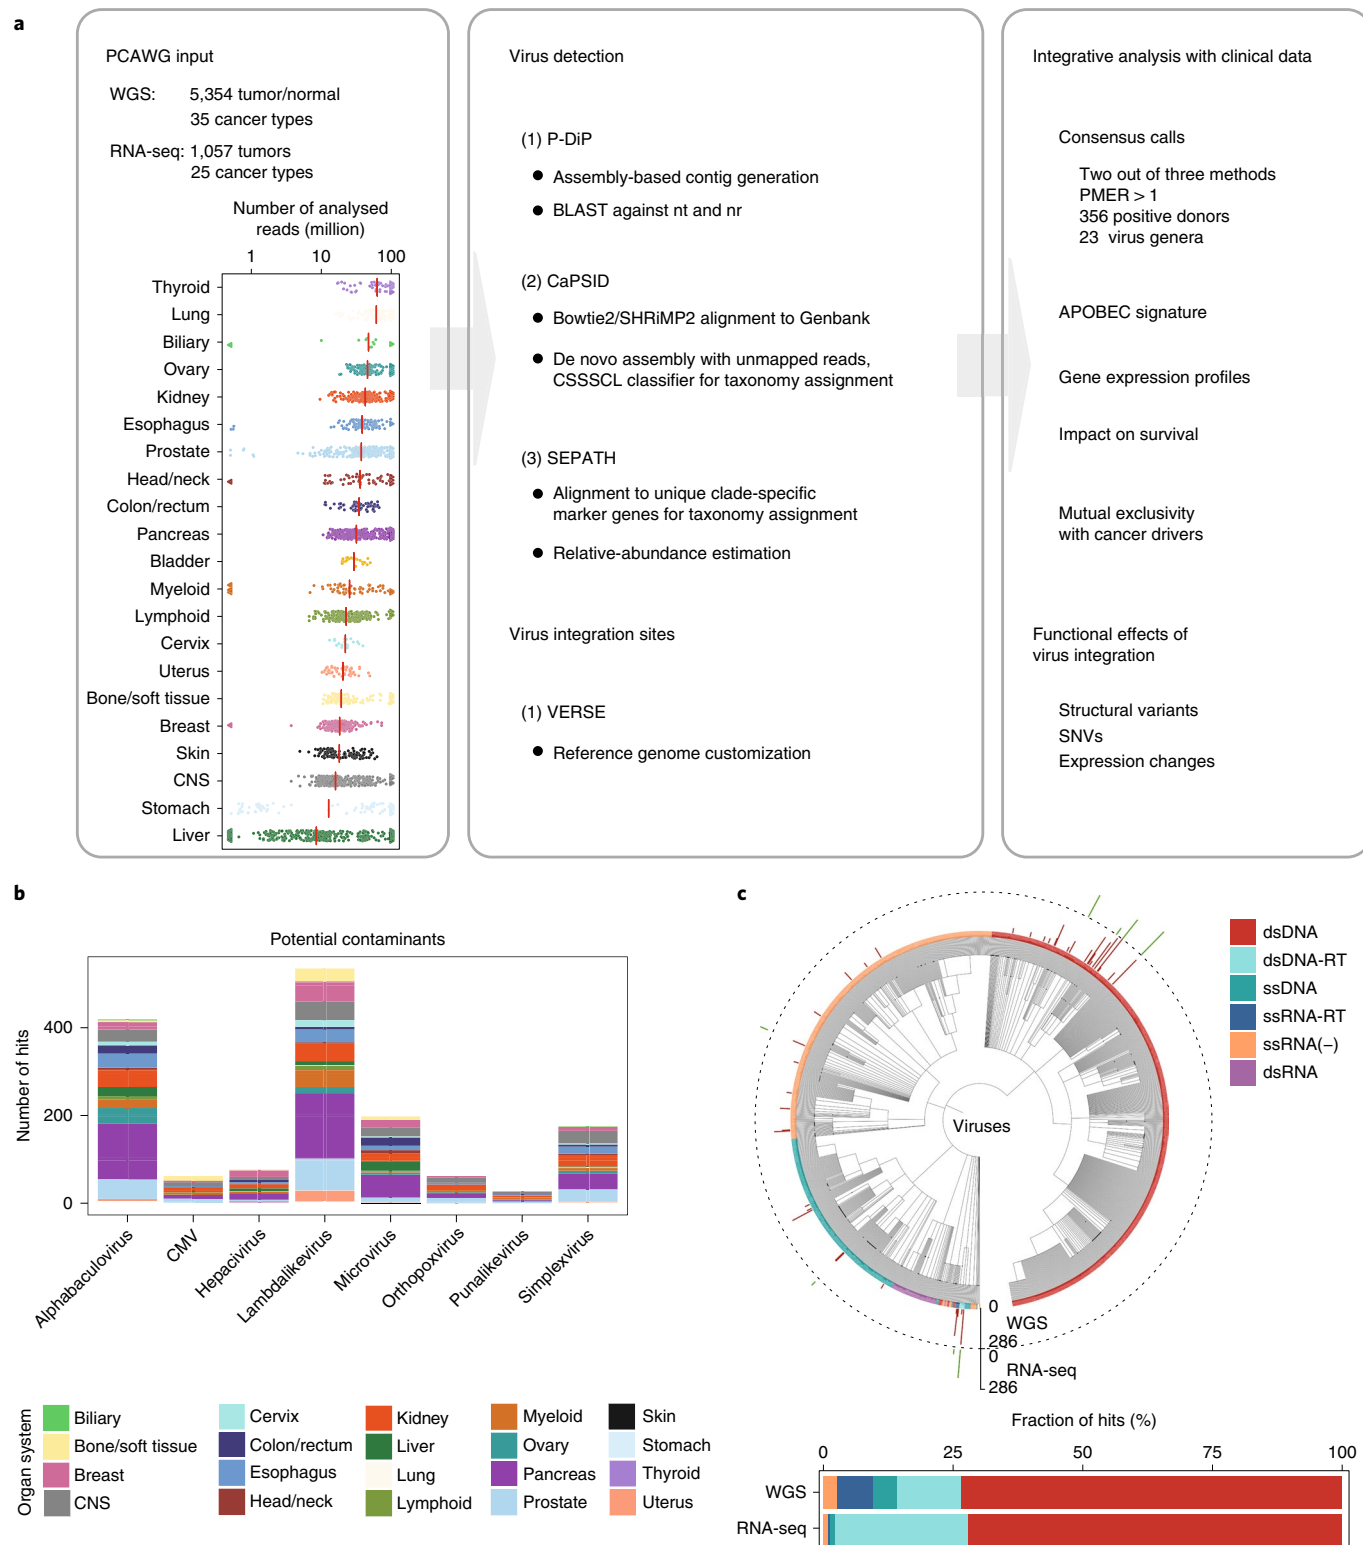 a
PCAWG input
WGS: 5,354 tumor/normal
35 cancer types
RNA-seq: 1,057 tumors
25 cancer types
Number of analysed
reads (million)
1 10 100
Thyroid
Lung
Biliary
Ovary
Kidney
Esophagus
Prostate
Head/neck
Colon/rectum
Pancreas
Bladder
Myeloid
Lymphoid
Cervix
Uterus
Bone/soft tissue
Breast
Skin
CNS
Stomach
Liver
Virus detection
(1) P-DiP
● Assembly-based contig generation
● BLAST against nt and nr
(2) CaPSID
● Bowtie2/SHRiMP2 alignment to Genbank
● De novo assembly with unmapped reads,
CSSSCL classifier for taxonomy assignment
(3) SEPATH
● Alignment to unique clade-specific
marker genes for taxonomy assignment
● Relative-abundance estimation
Virus integration sites
(1) VERSE
● Reference genome customization
Integrative analysis with clinical data
Consensus calls
Two out of three methods
PMER > 1
356 positive donors
23 virus genera
APOBEC signature
Gene expression profiles
Impact on survival
Mutual exclusivity
with cancer drivers
Functional effects of
virus integration
Structural variants
SNVs
Expression changes
b
Potential contaminants
Number of hits
400
200
0
Alphabaculovirus
CMV
Hepacivirus
Lambdalikevirus
Microvirus
Orthopoxvirus
Punalikevirus
Simplexvirus
Organ system
Biliary
Bone/soft tissue
Breast
CNS
Cervix
Colon/rectum
Esophagus
Head/neck
Kidney
Liver
Lung
Lymphoid
Myeloid
Ovary
Pancreas
Prostate
Skin
Stomach
Thyroid
Uterus
c
Viruses
0
WGS
286
0
RNA-seq
286
dsDNA
dsDNA-RT
ssDNA
ssRNA-RT
ssRNA(−)
dsRNA
Fraction of hits (%)
0 25 50 75 100
WGS
RNA-seq